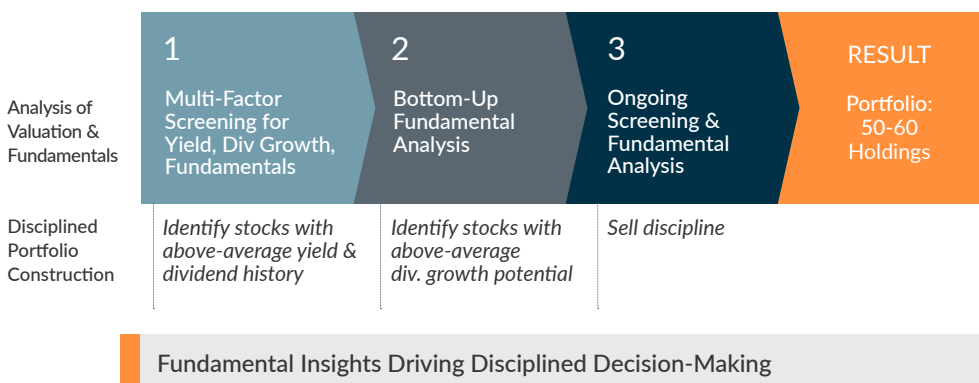 Analysis of
Valuation &
Fundamentals
1
Multi-Factor
Screening for
Yield, Div Growth,
Fundamentals
2
Bottom-Up
Fundamental
Analysis
3
Ongoing
Screening &
Fundamental
Analysis
RESULT
Portfolio:
50-60
Holdings
Disciplined
Portfolio
Construction
Identify stocks with
above-average yield &
dividend history
Identify stocks with
above-average
div. growth potential
Sell discipline
Fundamental Insights Driving Disciplined Decision-Making